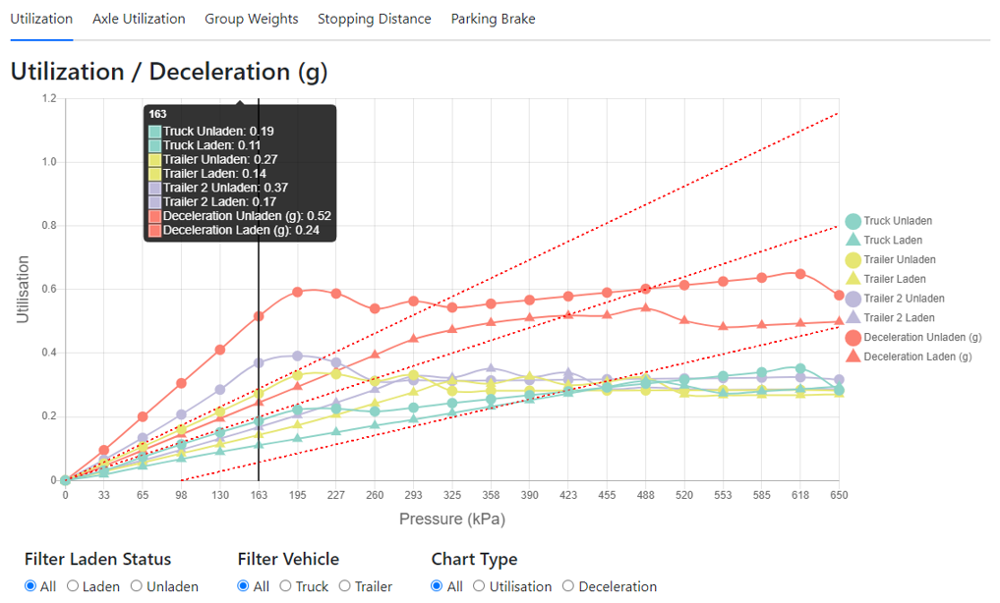 Utilization Axle Utilization Group Weights Stopping Distance Parking Brake
Utilization / Deceleration (g)
1.2
1.0
0.8
0.6
0.4
0.2
0
Utilisation
163
Truck Unladen: 0.19
Truck Laden: 0.11
Trailer Unladen: 0.27
Trailer Laden: 0.14
Trailer 2 Unladen: 0.37
Trailer 2 Laden: 0.17
Deceleration Unladen (g): 0.52
Deceleration Laden (g): 0.24
Truck Unladen
Truck Laden
Trailer Unladen
Trailer Laden
Trailer 2 Unladen
Trailer 2 Laden
Deceleration Unladen (g)
Deceleration Laden (g)
0 33 65 98 130 163 195 227 260 293 325 358 390 423 455 488 520 553 585 618 650
Pressure (kPa)
Filter Laden Status Filter Vehicle Chart Type
All Laden Unladen All Truck Trailer All Utilisation Deceleration